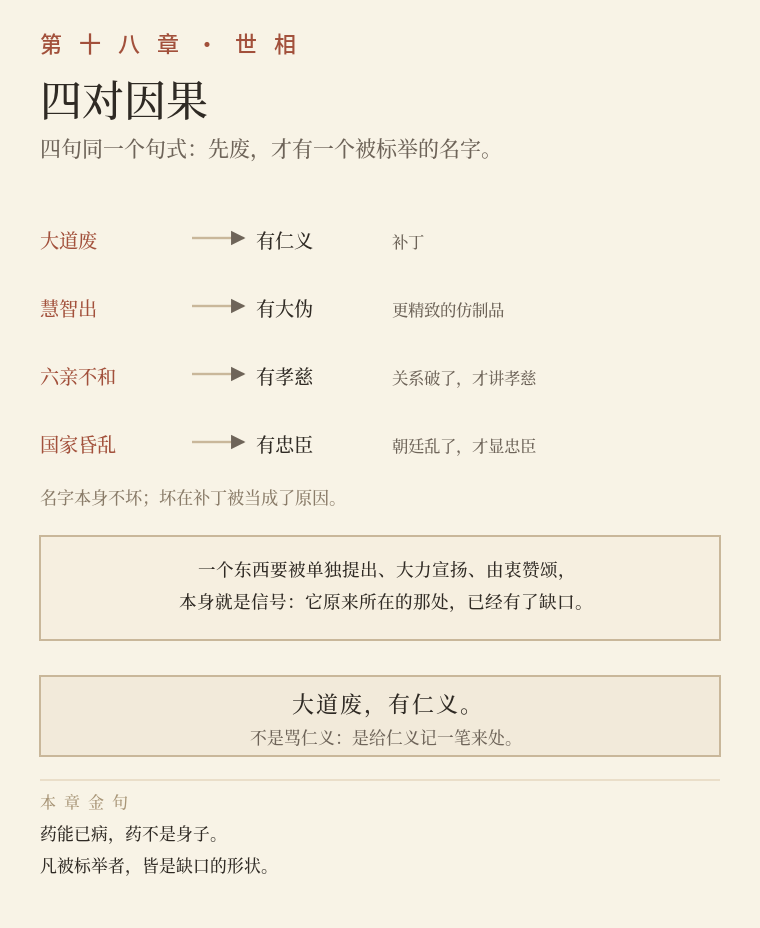 第十八章·世相
四对因果
四句同一个句式：先废，才有一个被标举的名字。
大道废 有仁义 补丁
慧智出 有大伪 更精致的仿制品
六亲不和 有孝慈 关系破了，才讲孝慈
国家昏乱 有忠臣 朝廷乱了，才显忠臣
名字本身不坏；坏在补丁被当成了原因。
一个东西要被单独提出、大力宣扬、由衷赞颂，
本身就是信号：它原来所在的那处，已经有了缺口。
大道废，有仁义。
不是骂仁义：是给仁义记一笔来处。
本章金句
药能已病，药不是身子。
凡被标举者，皆是缺口的形状。